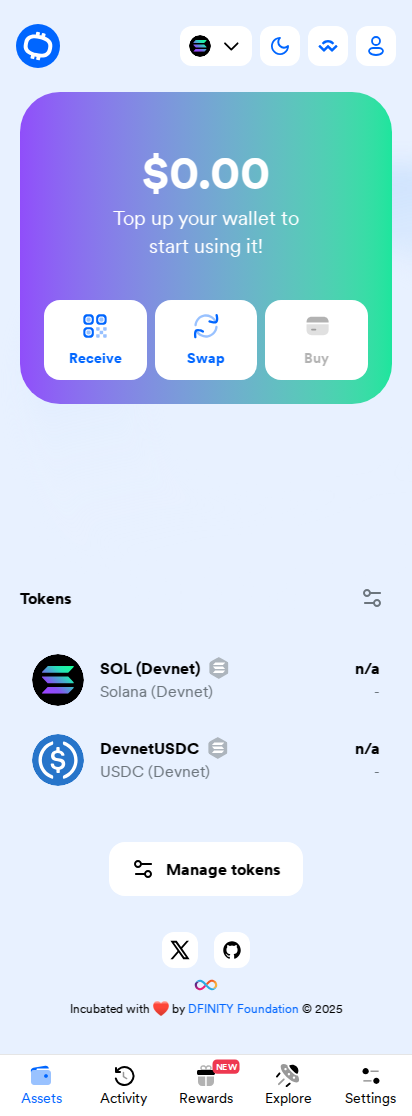 $0.00
Top up your wallet to
start using it!
Receive
Swap
Buy
Tokens
SOL (Devnet)
n/a
Solana (Devnet)
-
DevnetUSDC
n/a
USDC (Devnet)
-
Manage tokens
Incubated with ❤️ by DFINITY Foundation © 2025
NEW
Assets
Activity
Rewards
Explore
Settings